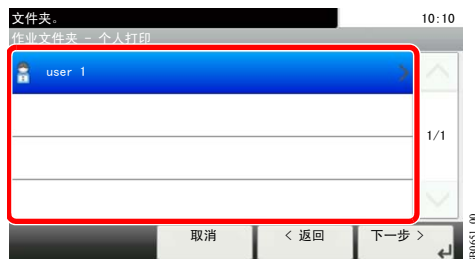 文件夹。 10:10
作业文件夹 - 个人打印
user 1
1/1
取消 < 返回 下一步 >